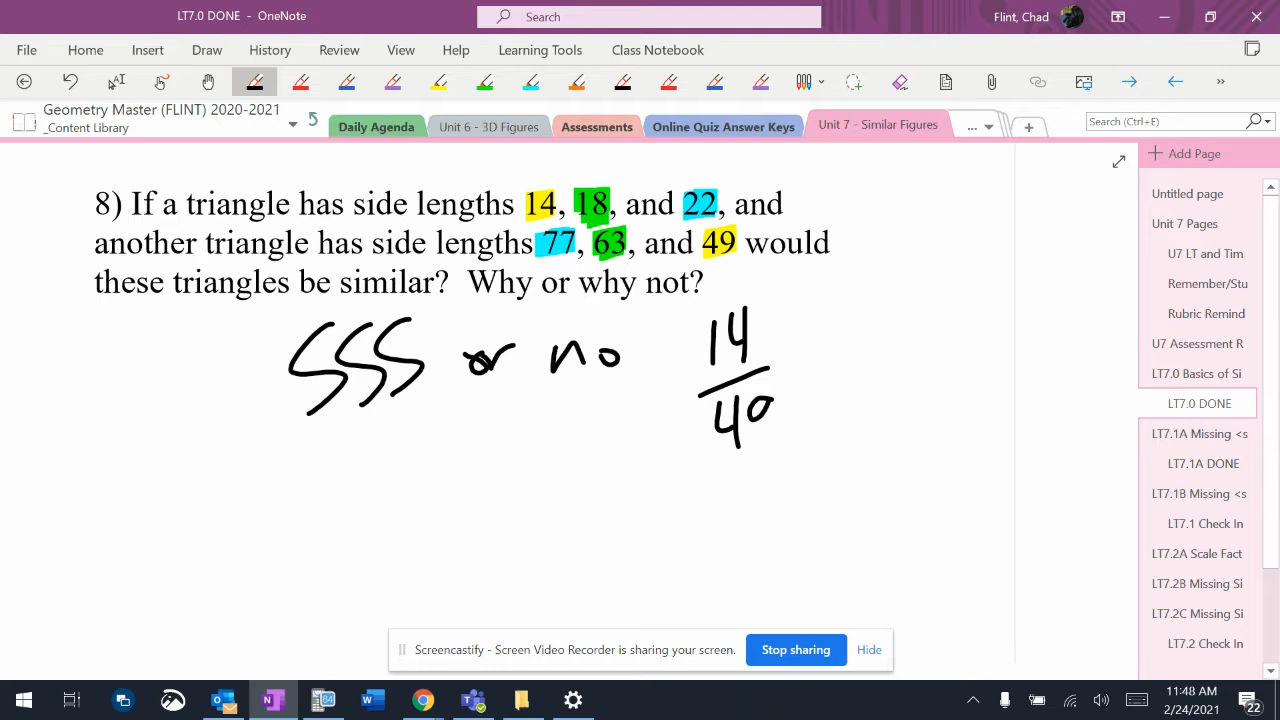 LT7.0 DONE - OneNote
Search
Flint, Chad
File Home Insert Draw History Review View Help Learning Tools Class Notebook
Geometry Master (FLINT) 2020-2021
_Content Library
Daily Agenda
Unit 6 - 3D Figures
Assessments
Online Quiz Answer Keys
Unit 7 - Similar Figures
...
Search (Ctrl+E)
Add Page
8) If a triangle has side lengths 14, 18, and 22, and
another triangle has side lengths 77, 63, and 49 would
these triangles be similar? Why or why not?
SSS or no
14
40
Untitled page
Unit 7 Pages
U7 LT and Tim
Remember/Stu
Rubric Remind
U7 Assessment R
LT7.0 Basics of Si
LT7.0 DONE
LT7.1A Missing <s
LT7.1A DONE
LT7.1B Missing <s
LT7.1 Check In
LT7.2A Scale Fact
LT7.2B Missing Si
LT7.2C Missing Si
LT7.2 Check In
Screencastify - Screen Video Recorder is sharing your screen.
Stop sharing
Hide
84
11:48 AM
2/24/2021
22